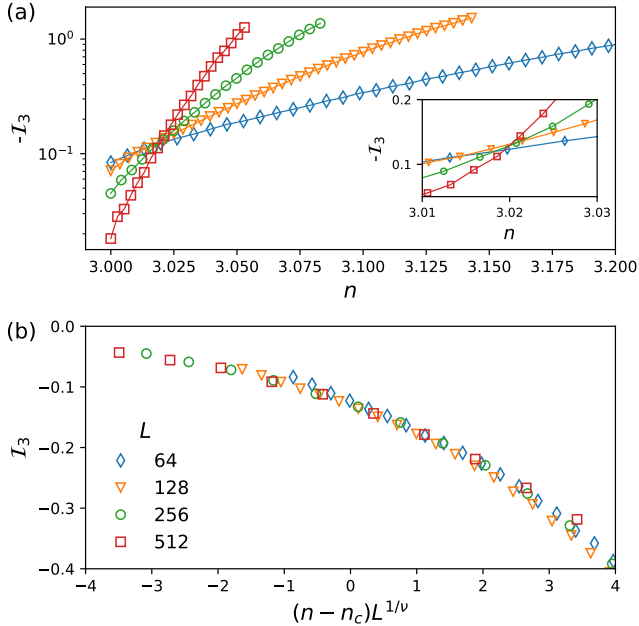 (a)
10⁰
10⁻¹
-𝓘₃
3.000 3.025 3.050 3.075 3.100 3.125 3.150 3.175 3.200
n
0.2
0.1
-𝓘₃
3.01 3.02 3.03
n
(b)
0.0
−0.1
−0.2
−0.3
−0.4
𝓘₃
L
64
128
256
512
−4 −3 −2 −1 0 1 2 3 4
(n − n_c)L^{1/ν}